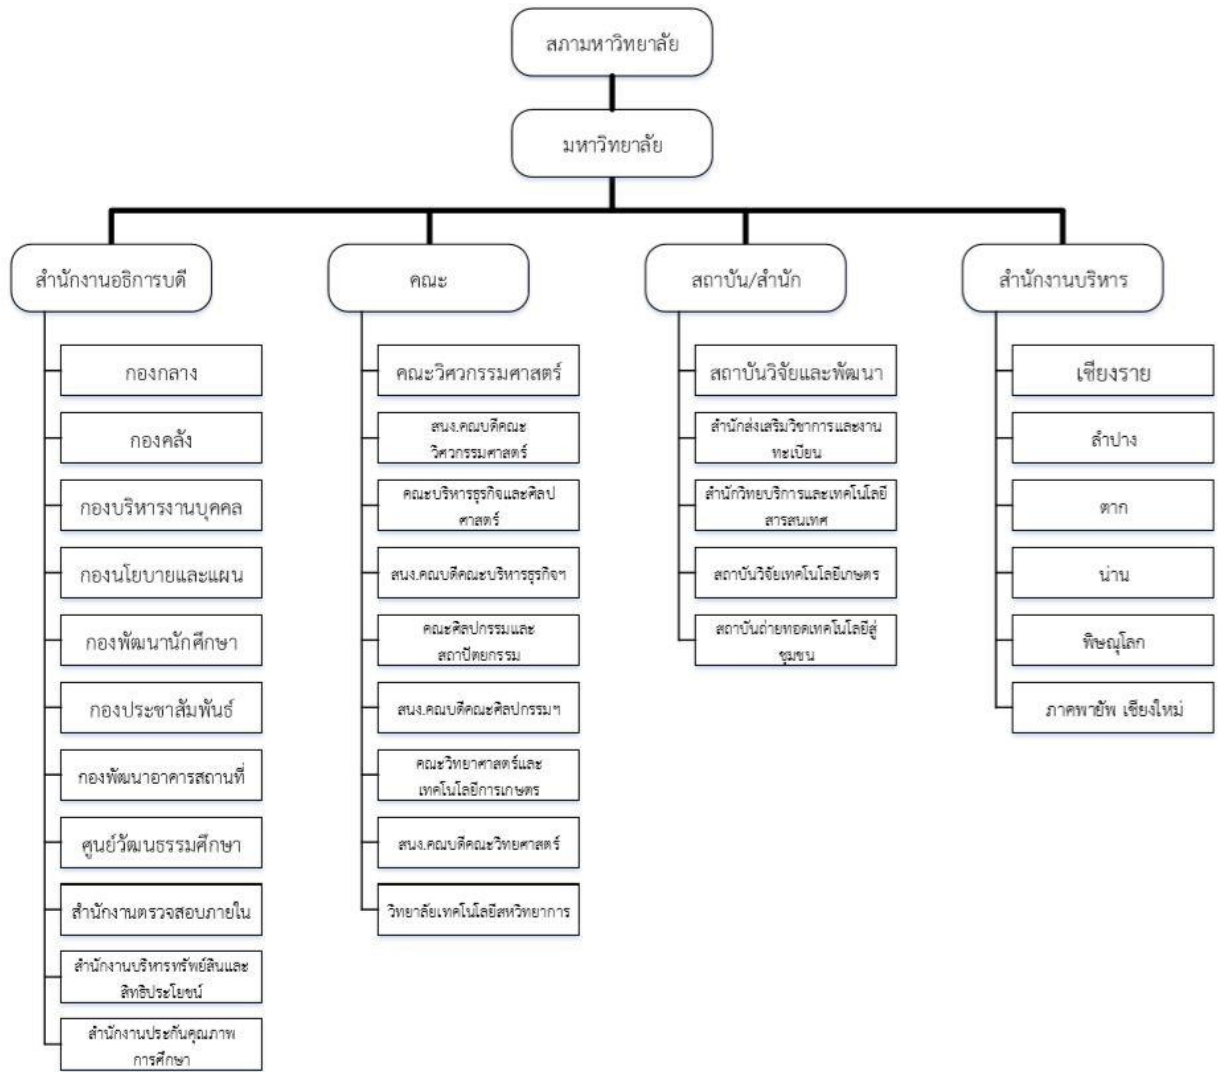 สภามหาวิทยาลัย
มหาวิทยาลัย
สำนักงานอธิการบดี
กองกลาง
กองคลัง
กองบริหารงานบุคคล
กองนโยบายและแผน
กองพัฒนานักศึกษา
กองประชาสัมพันธ์
กองพัฒนาอาคารสถานที่
ศูนย์วัฒนธรรมศึกษา
สำนักงานตรวจสอบภายใน
สำนักงานบริหารทรัพย์สินและ
สิทธิประโยชน์
สำนักงานประกันคุณภาพ
การศึกษา
คณะ
คณะวิศวกรรมศาสตร์
สนง.คณบดีคณะ
วิศวกรรมศาสตร์
คณะบริหารธุรกิจและศิลป
ศาสตร์
สนง.คณบดีคณะบริหารธุรกิจฯ
คณะศิลปกรรมและ
สถาปัตยกรรม
สนง.คณบดีคณะศิลปกรรมฯ
คณะวิทยาศาสตร์และ
เทคโนโลยีการเกษตร
สนง.คณบดีคณะวิทยศาสตร์
วิทยาลัยเทคโนโลยีสหวิทยาการ
สถาบัน/สำนัก
สถาบันวิจัยและพัฒนา
สำนักส่งเสริมวิชาการและงาน
ทะเบียน
สำนักวิทยบริการและเทคโนโลยี
สารสนเทศ
สถาบันวิจัยเทคโนโลยีเกษตร
สถาบันถ่ายทอดเทคโนโลยีสู่
ชุมชน
สำนักงานบริหาร
เชียงราย
ลำปาง
ตาก
น่าน
พิษณุโลก
ภาคพายัพ เชียงใหม่